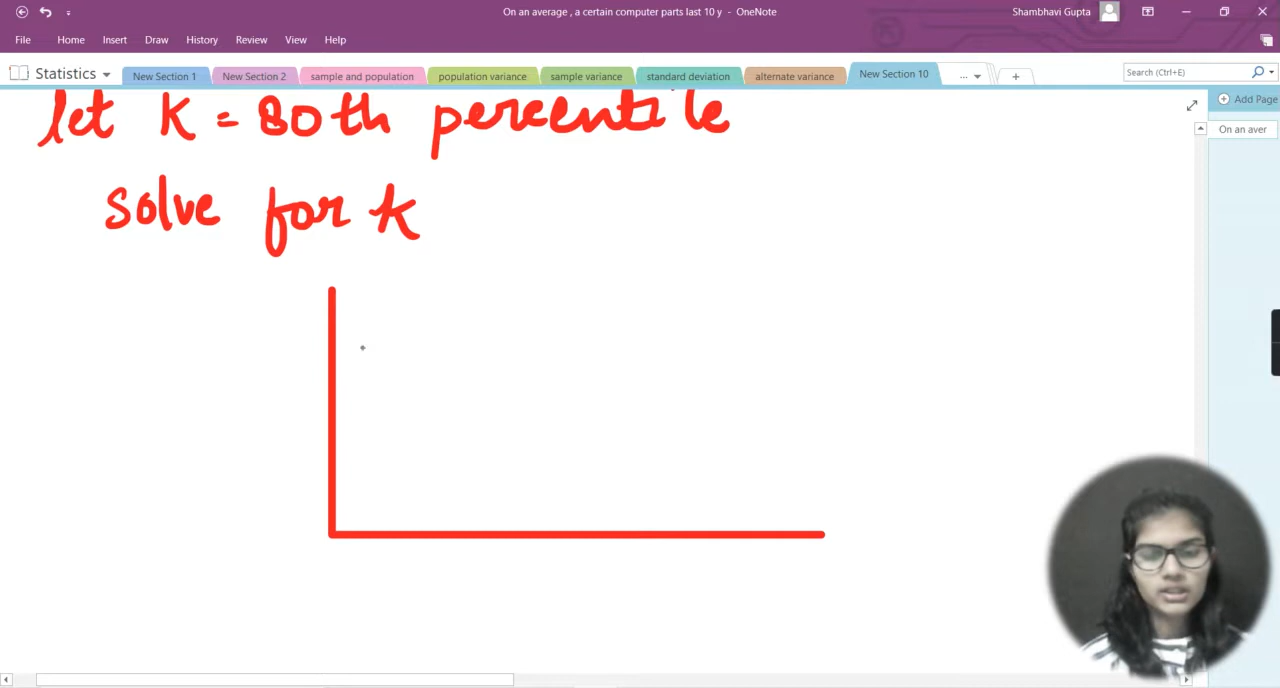 On an average , a certain computer parts last 10 y - OneNote
Shambhavi Gupta
File Home Insert Draw History Review View Help
Statistics
New Section 1 New Section 2 sample and population population variance sample variance standard deviation alternate variance New Section 10 ...
Search (Ctrl+E)
Add Page
On an aver
let K = 80th percentile
solve for k